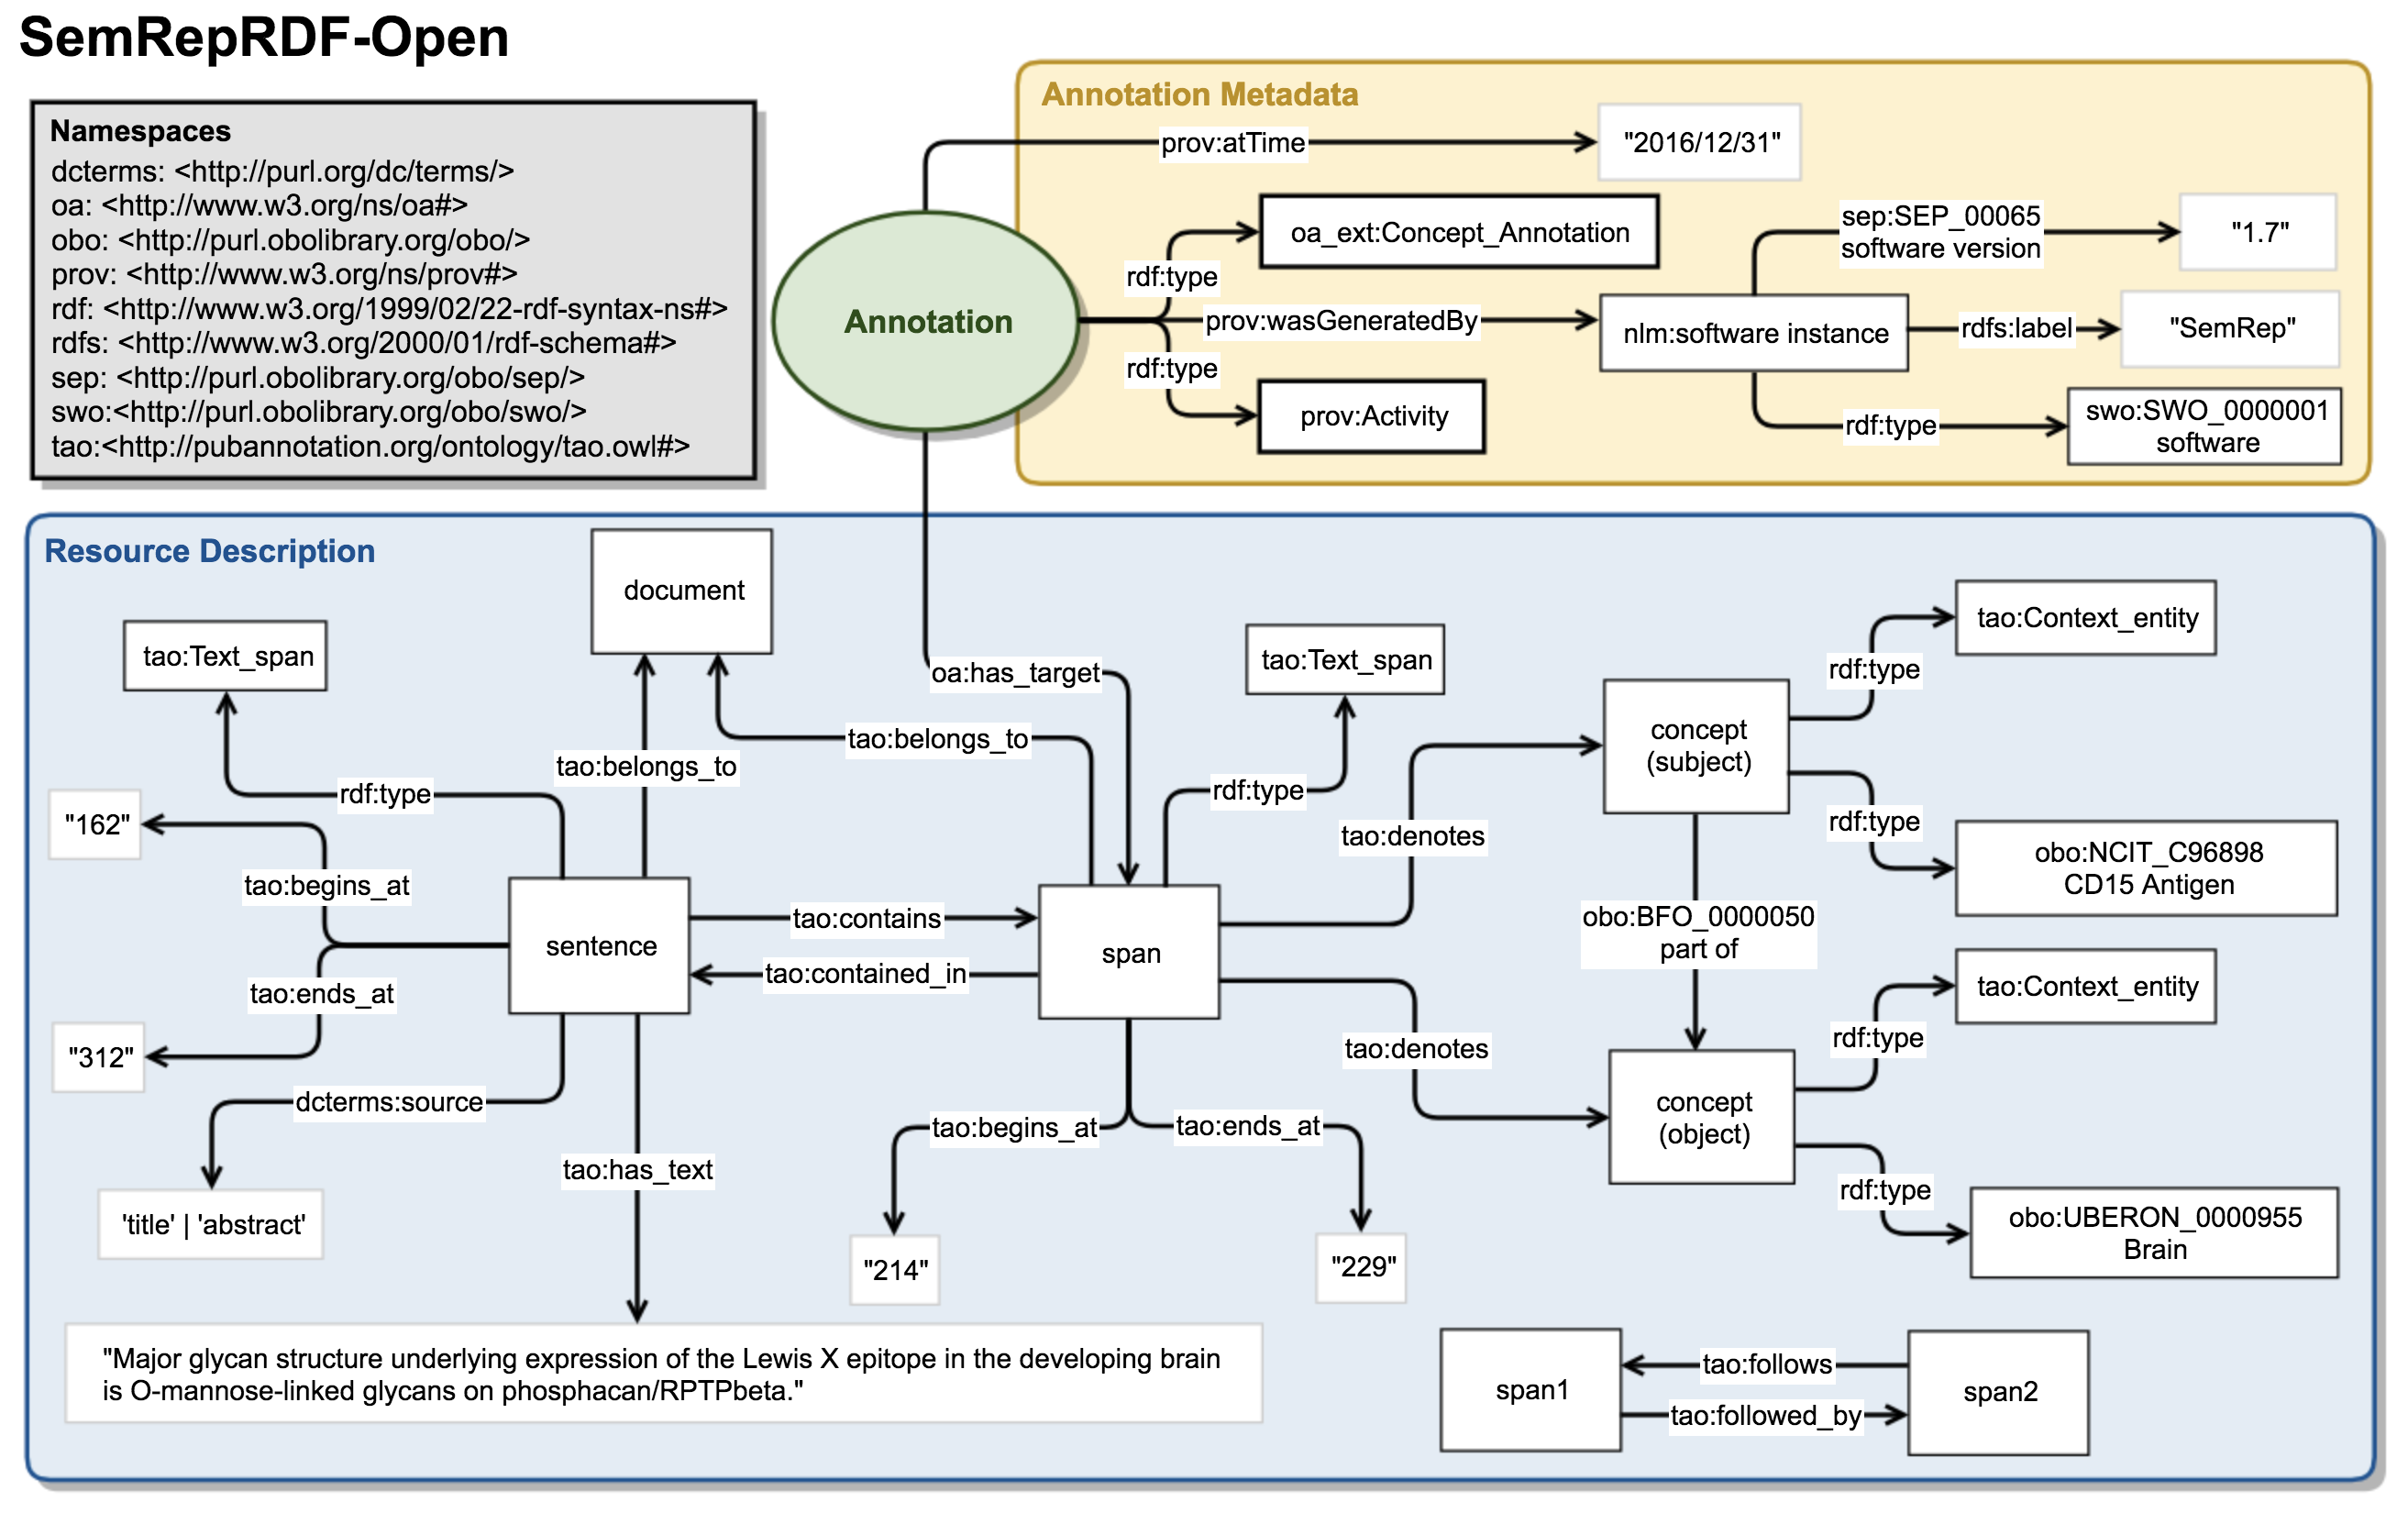 SemRepRDF-Open
Namespaces
dcterms: <http://purl.org/dc/terms/>
oa: <http://www.w3.org/ns/oa#>
obo: <http://purl.obolibrary.org/obo/>
prov: <http://www.w3.org/ns/prov#>
rdf: <http://www.w3.org/1999/02/22-rdf-syntax-ns#>
rdfs: <http://www.w3.org/2000/01/rdf-schema#>
sep: <http://purl.obolibrary.org/obo/sep/>
swo:<http://purl.obolibrary.org/obo/swo/>
tao:<http://pubannotation.org/ontology/tao.owl#>
Annotation
Annotation Metadata
prov:atTime
"2016/12/31"
rdf:type
oa_ext:Concept_Annotation
prov:wasGeneratedBy
nlm:software instance
rdf:type
prov:Activity
sep:SEP_00065
software version
"1.7"
rdfs:label
"SemRep"
rdf:type
swo:SWO_0000001
software
Resource Description
document
tao:Text_span
rdf:type
tao:belongs_to
oa:has_target
tao:belongs_to
"162"
tao:begins_at
sentence
tao:ends_at
"312"
dcterms:source
'title' | 'abstract'
tao:has_text
"Major glycan structure underlying expression of the Lewis X epitope in the developing brain
is O-mannose-linked glycans on phosphacan/RPTPbeta."
tao:contains
tao:contained_in
span
tao:Text_span
rdf:type
tao:begins_at
"214"
tao:ends_at
"229"
tao:denotes
concept
(subject)
rdf:type
tao:Context_entity
rdf:type
obo:NCIT_C96898
CD15 Antigen
obo:BFO_0000050
part of
tao:denotes
concept
(object)
rdf:type
tao:Context_entity
rdf:type
obo:UBERON_0000955
Brain
span1
tao:follows
tao:followed_by
span2